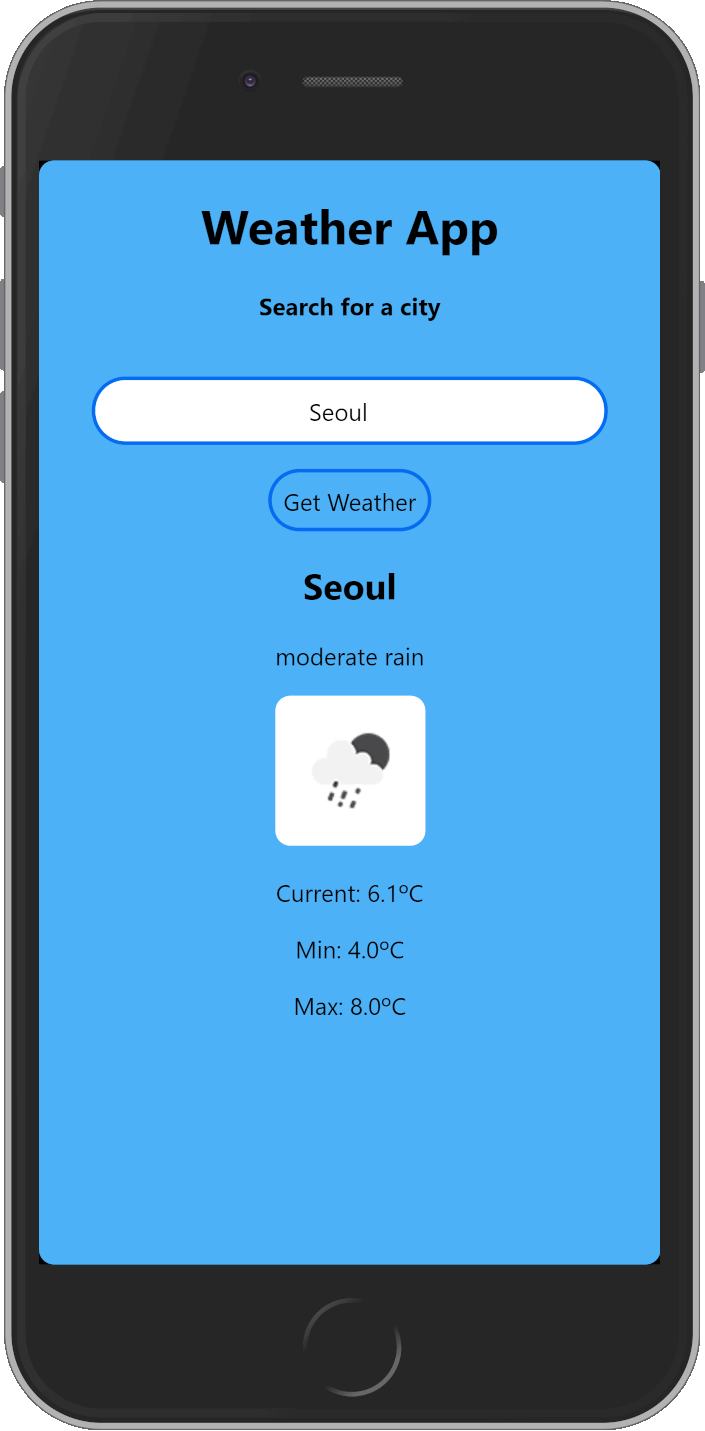 Weather App
Search for a city
Seoul
Get Weather
Seoul
moderate rain
Current: 6.1ºC
Min: 4.0ºC
Max: 8.0ºC